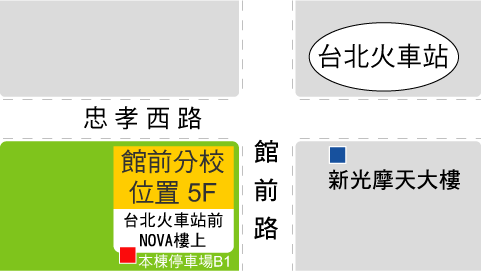 台北火車站
忠孝西路
館前路
館前分校
位置 5F
台北火車站前
NOVA樓上
本棟停車場B1
新光摩天大樓